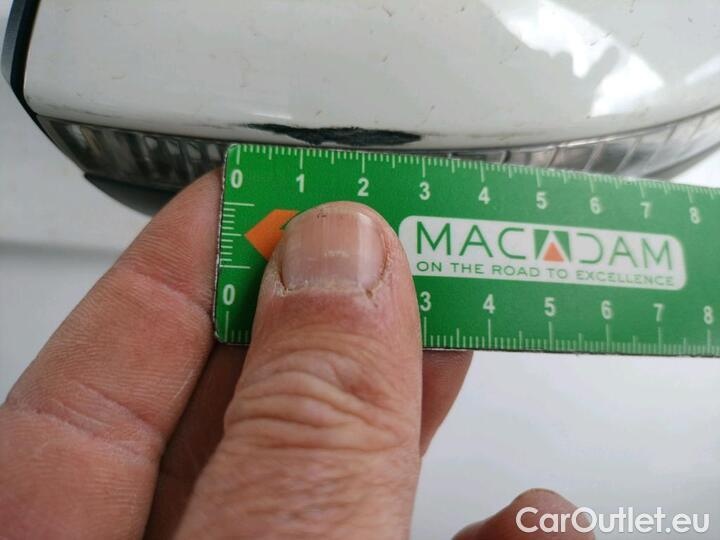 0 1 2 3 4 5 6 7 8
MACADAM
ON THE ROAD TO EXCELLENCE
0 3 4 5 6 7 8
CarOutlet.eu